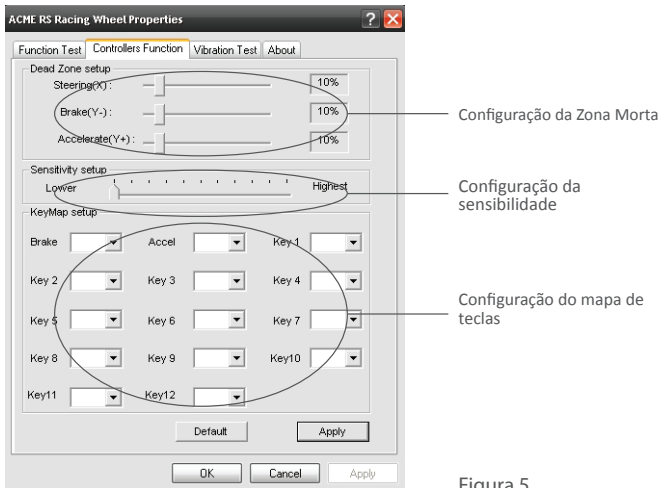 ACME RS Racing Wheel Properties
Function Test Controllers Function Vibration Test About
Dead Zone setup
Steering(X) : 10%
Brake(Y-) : 10%
Accelerate(Y+) : 10%
Configuração da Zona Morta
Sensitivity setup
Lower Highest
Configuração da
sensibilidade
KeyMap setup
Brake Accel Key 1
Key 2 Key 3 Key 4
Key 5 Key 6 Key 7
Key 8 Key 9 Key10
Key11 Key12
Configuração do mapa de
teclas
Default Apply
OK Cancel Apply
Figura 5